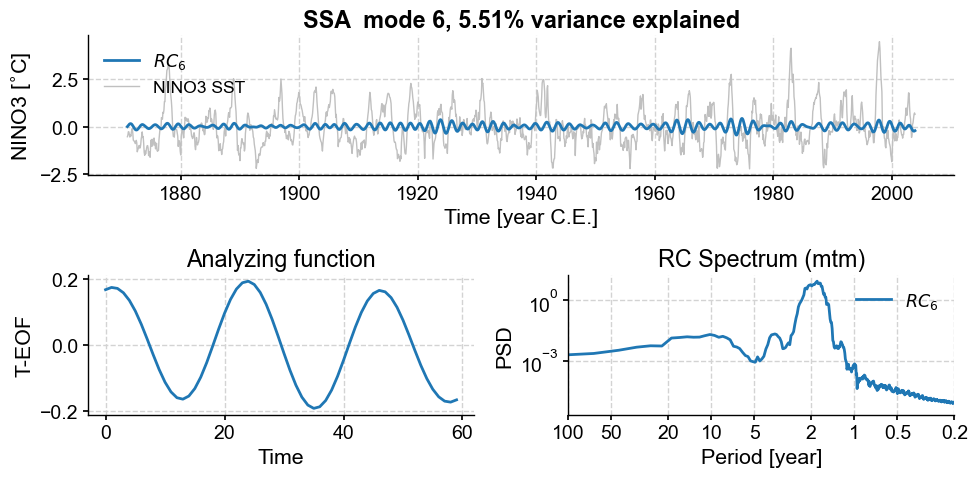 SSA  mode 6, 5.51% variance explained
NINO3 [°C]
2.5
0.0
−2.5
RC₆
NINO3 SST
1880 1900 1920 1940 1960 1980 2000
Time [year C.E.]
Analyzing function
T-EOF
0.2
0.0
−0.2
0 20 40 60
Time
RC Spectrum (mtm)
PSD
10⁰
10⁻³
RC₆
100 50 20 10 5 2 1 0.5 0.2
Period [year]